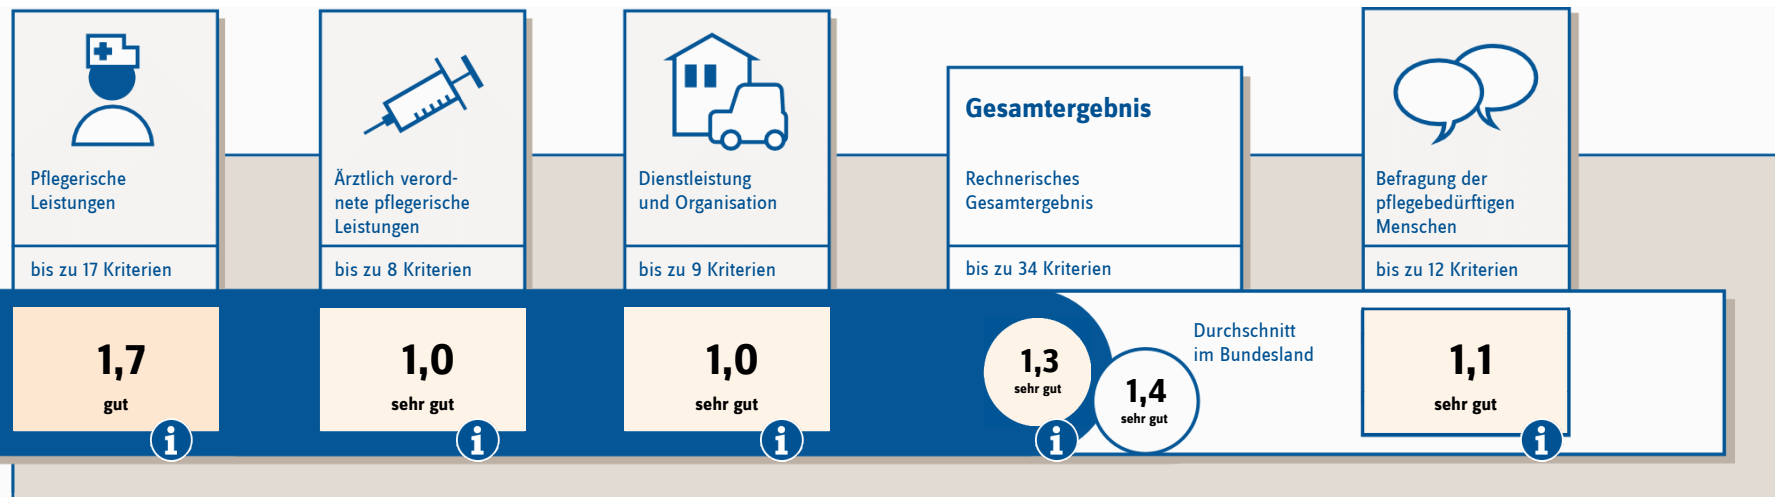 Pflegerische
Leistungen
bis zu 17 Kriterien
1,7
gut
i
Ärztlich verord-
nete pflegerische
Leistungen
bis zu 8 Kriterien
1,0
sehr gut
i
Dienstleistung
und Organisation
bis zu 9 Kriterien
1,0
sehr gut
i
Gesamtergebnis
Rechnerisches
Gesamtergebnis
bis zu 34 Kriterien
1,3
sehr gut
i
Durchschnitt
im Bundesland
1,4
sehr gut
Befragung der
pflegebedürftigen
Menschen
bis zu 12 Kriterien
1,1
sehr gut
i